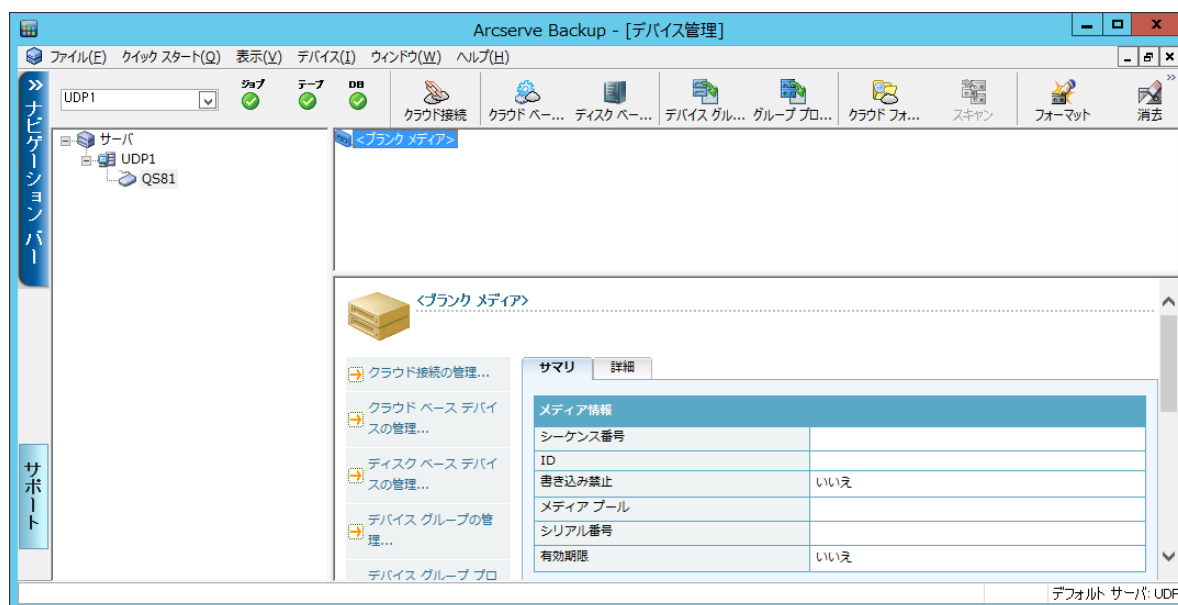 Arcserve Backup - [デバイス管理]
ファイル(F) クイック スタート(Q) 表示(V) デバイス(I) ウィンドウ(W) ヘルプ(H)
ナビゲーション バー
UDP1
ジョブ テープ DB
クラウド接続 クラウド ベー... ディスク ベー... デバイス グル... グループ プロ... クラウド フォ... スキャン フォーマット 消去
サーバ
UDP1
QS81
<ブランク メディア>
<ブランク メディア>
クラウド接続の管理...
クラウド ベース デバイ
スの管理...
ディスク ベース デバイ
スの管理...
デバイス グループの管
理...
デバイス グループ プロ
サマリ 詳細
メディア情報
シーケンス番号
ID
書き込み禁止 いいえ
メディア プール
シリアル番号
有効期限 いいえ
サポート
デフォルト サーバ: UDP